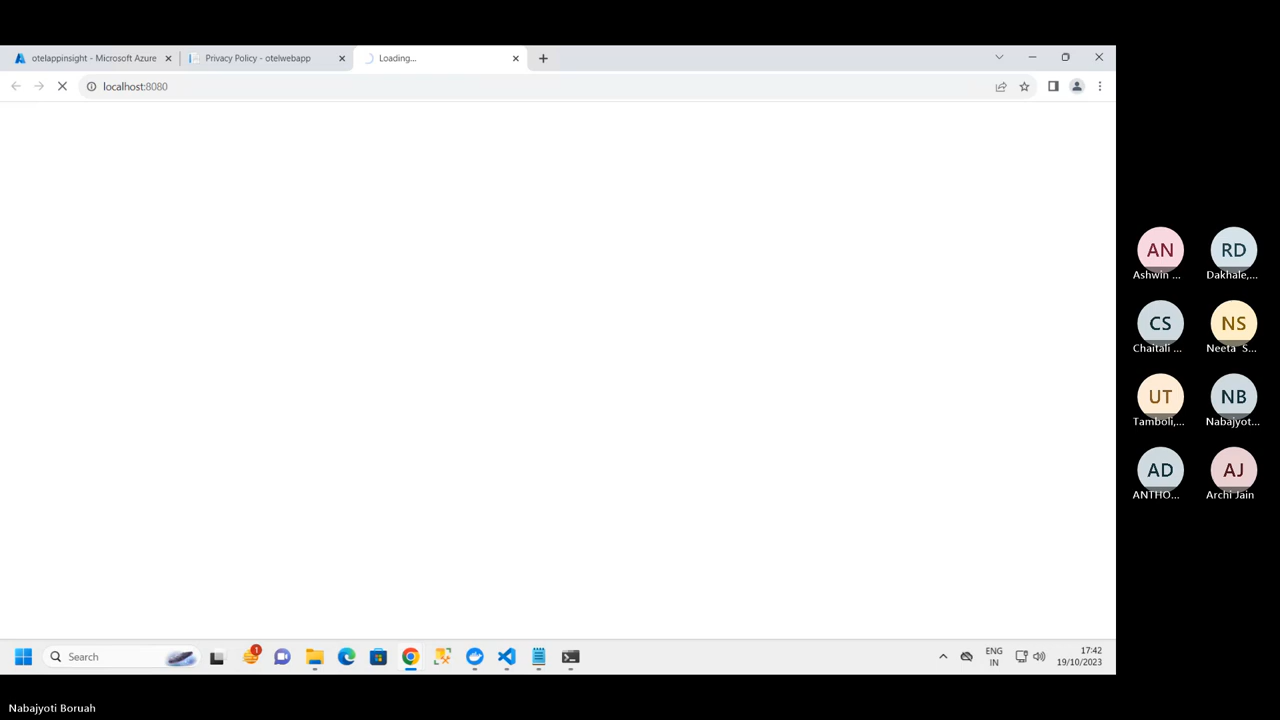 otelappinsight - Microsoft Azure
Privacy Policy - otelwebapp
Loading...
localhost:8080
AN
Ashwin ...
RD
Dakhale,...
CS
Chaitali ...
NS
Neeta S...
UT
Tamboli,...
NB
Nabajyot...
AD
ANTHO...
AJ
Archi Jain
Search
1
ENG
IN
17:42
19/10/2023
Nabajyoti Boruah